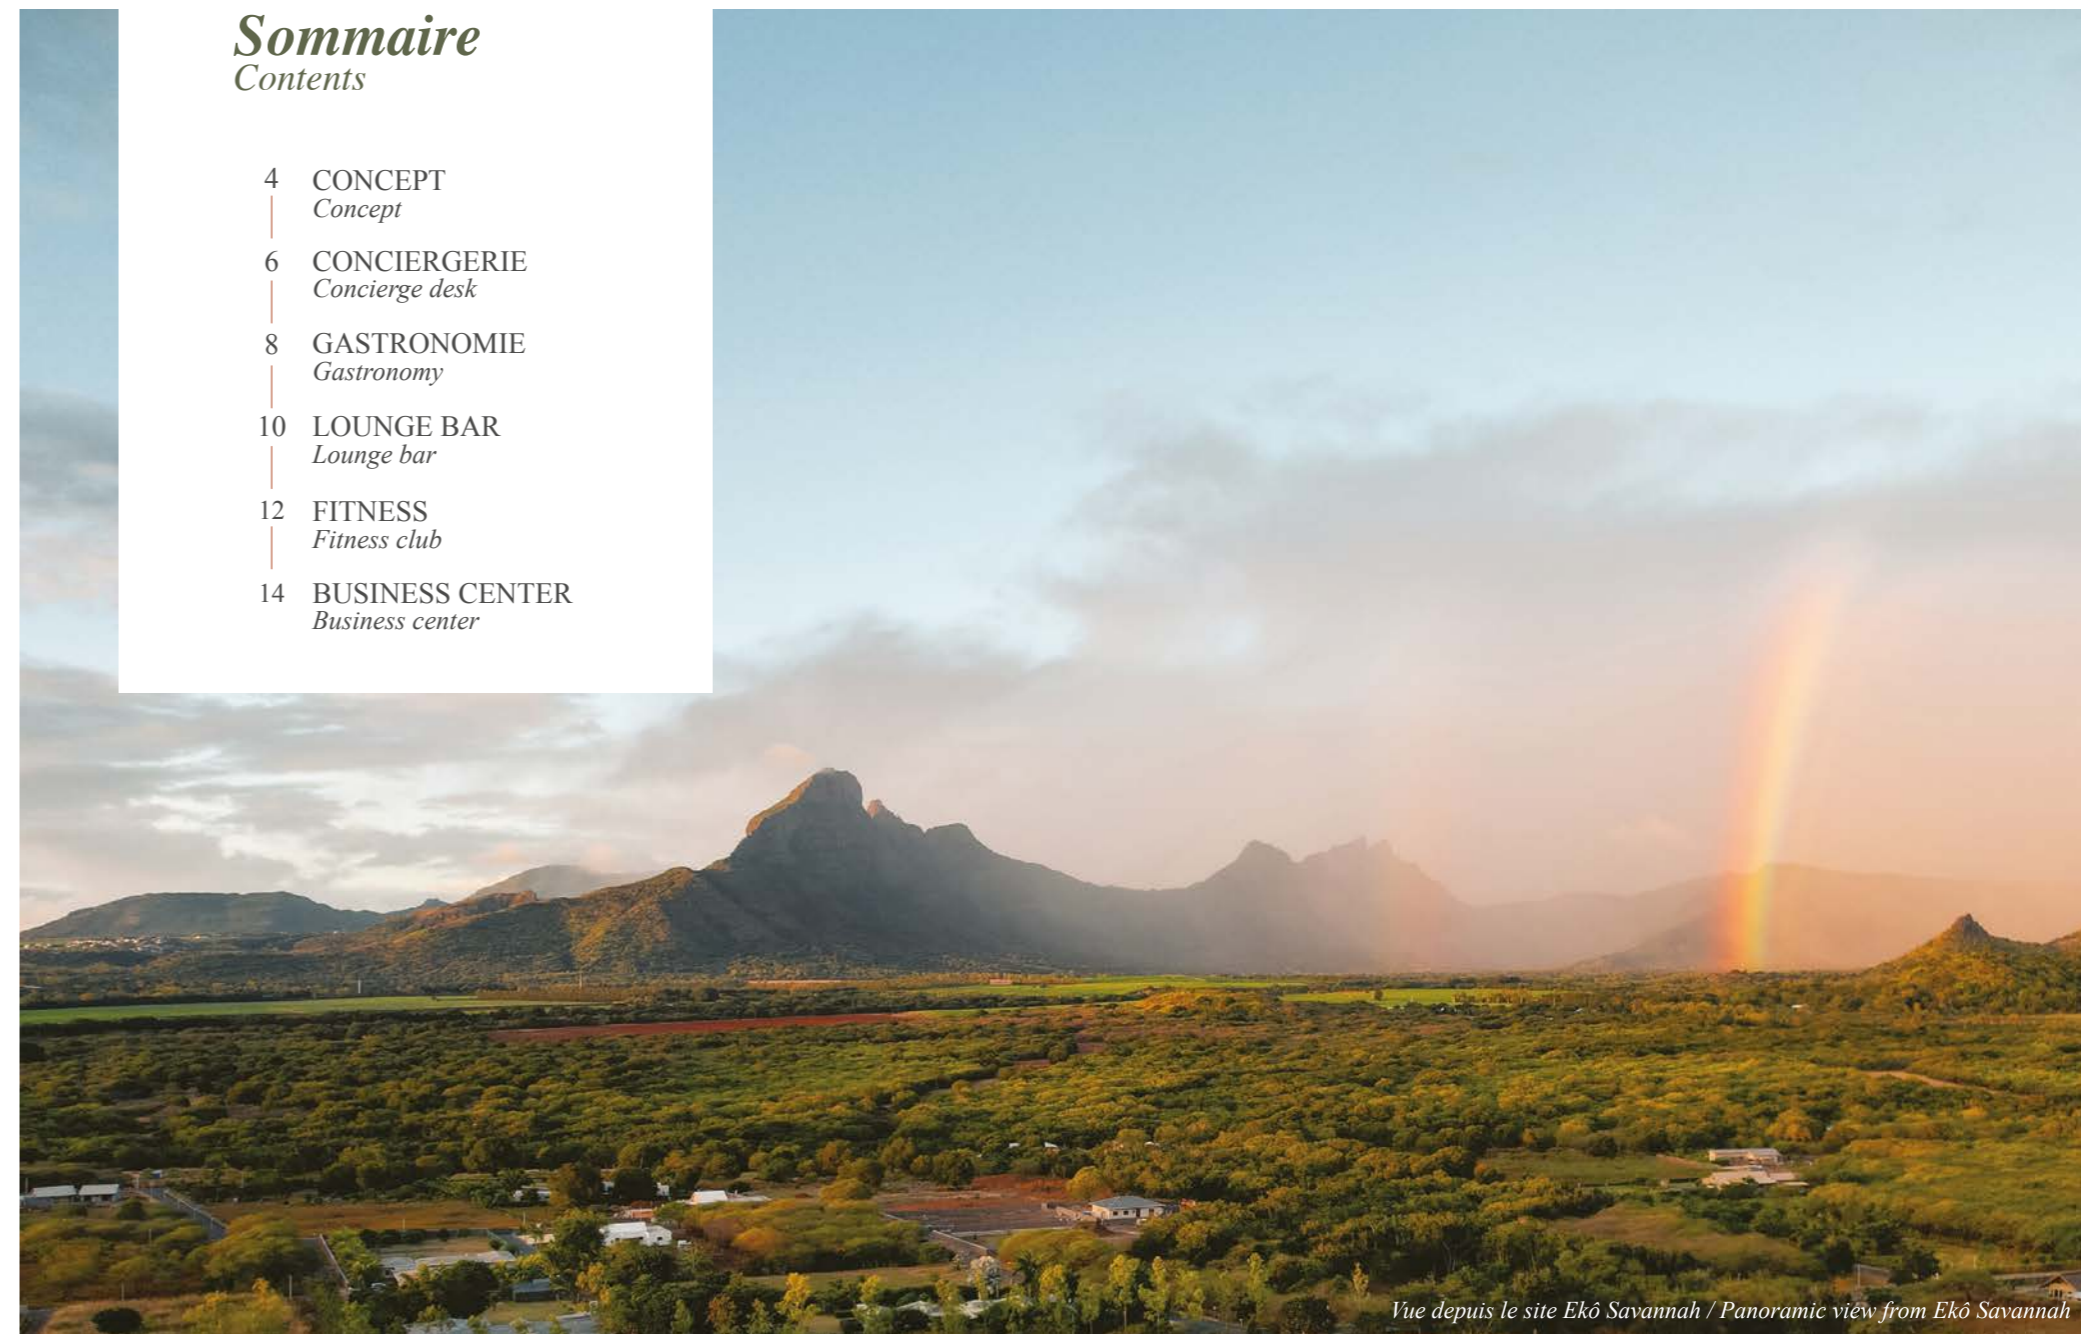 Sommaire
Contents
4 CONCEPT
Concept
6 CONCIERGERIE
Concierge desk
8 GASTRONOMIE
Gastronomy
10 LOUNGE BAR
Lounge bar
12 FITNESS
Fitness club
14 BUSINESS CENTER
Business center
Vue depuis le site Ekô Savannah / Panoramic view from Ekô Savannah